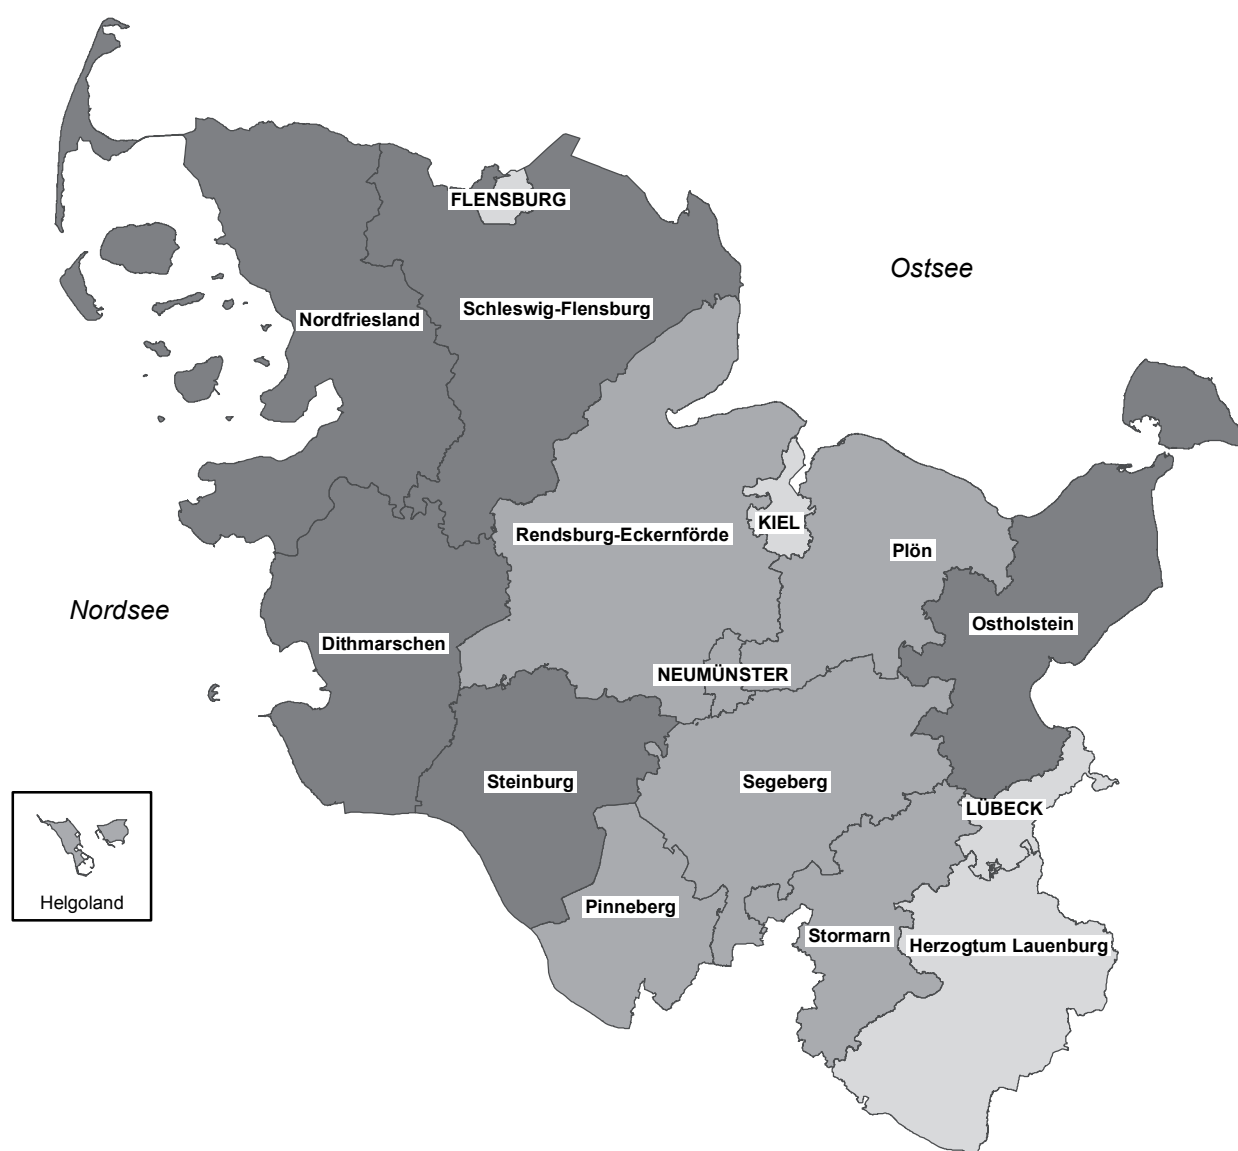 FLENSBURG
Ostsee
Schleswig-Flensburg
Nordfriesland
KIEL
Rendsburg-Eckernförde
Plön
Nordsee
Ostholstein
Dithmarschen
NEUMÜNSTER
Steinburg
Segeberg
LÜBECK
Helgoland
Pinneberg
Stormarn
Herzogtum Lauenburg